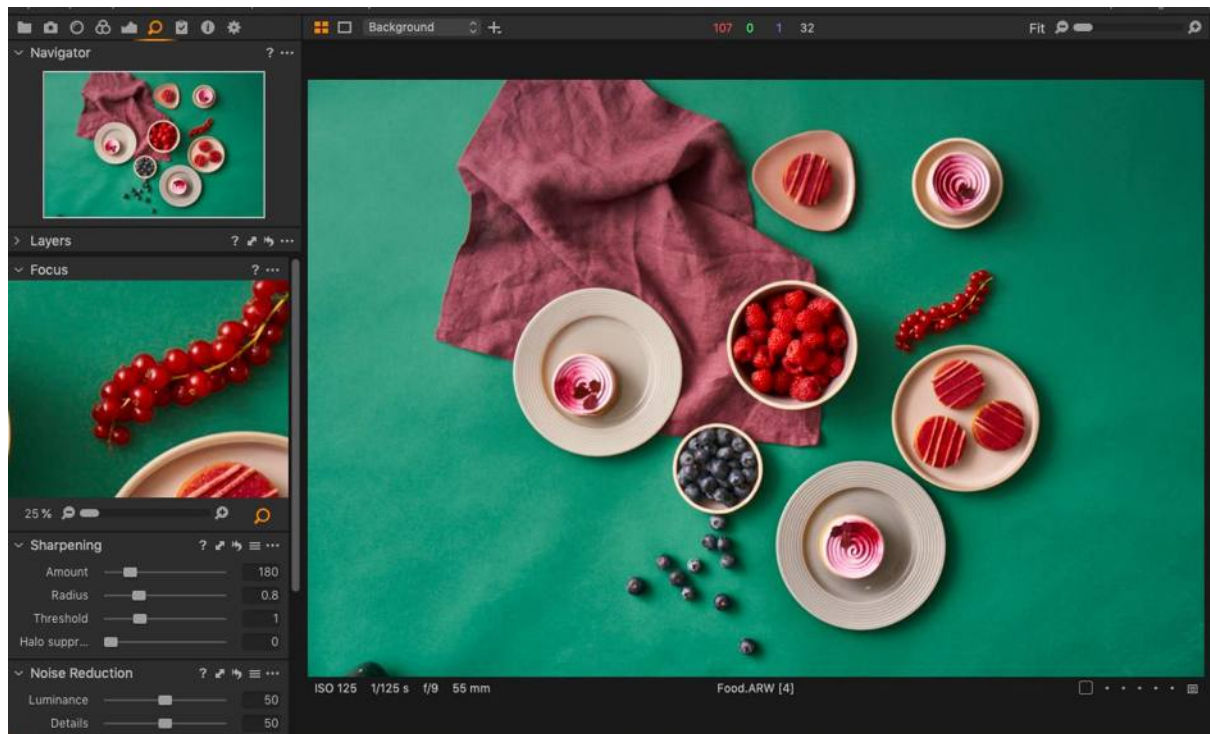 Background
107 0 1 32
Fit
Navigator
?
Layers
?
Focus
?
25%
Sharpening
?
Amount 180
Radius 0.8
Threshold 1
Halo suppr... 0
Noise Reduction
?
Luminance 50
Details 50
ISO 125 1/125 s f/9 55 mm
Food.ARW [4]